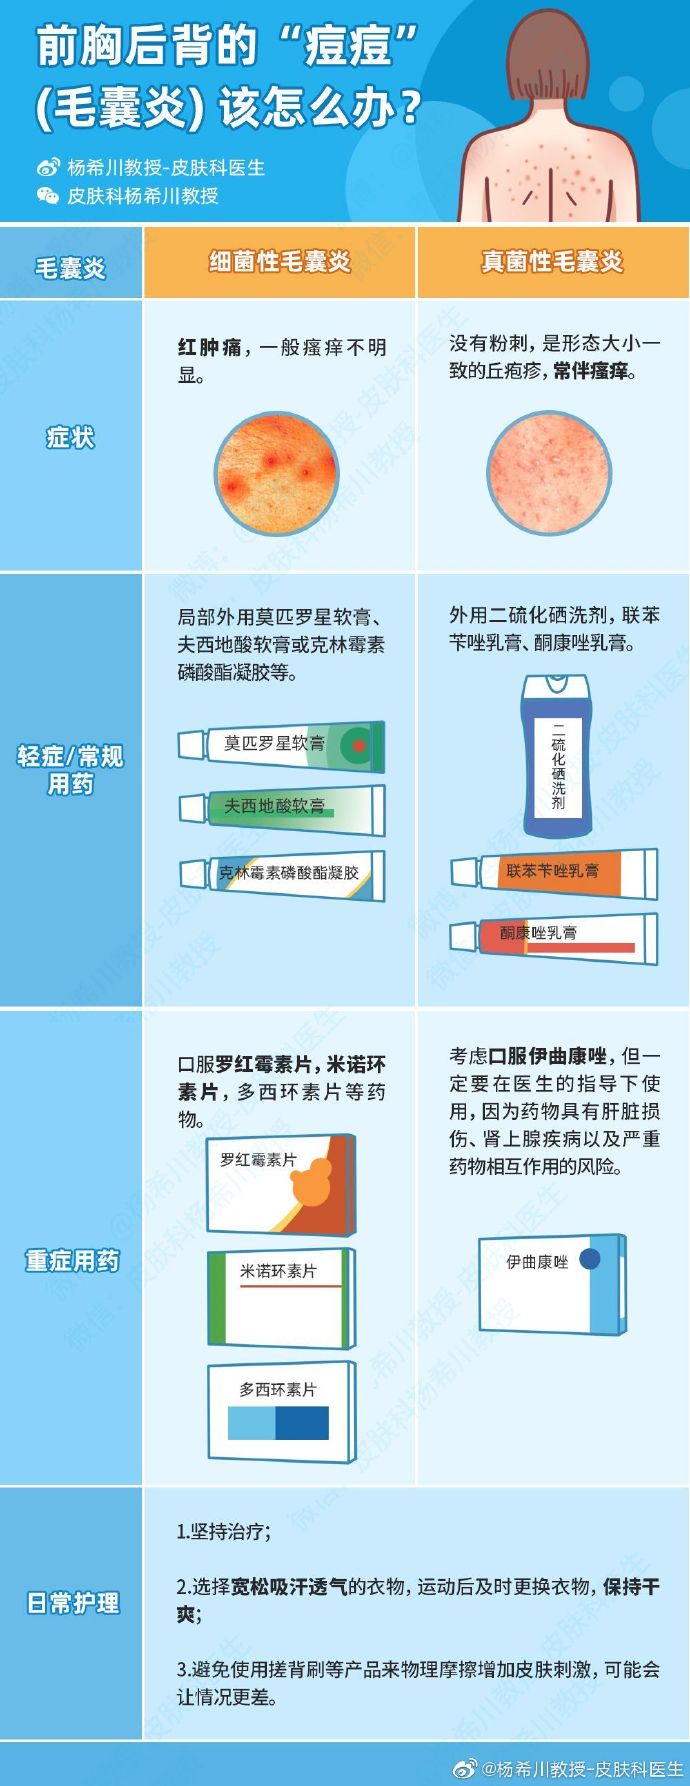 前胸后背的“痘痘”
(毛囊炎)该怎么办？
杨希川教授-皮肤科医生
皮肤科杨希川教授
毛囊炎
细菌性毛囊炎
真菌性毛囊炎
症状
红肿痛，一般瘙痒不明
显。
没有粉刺，是形态大小一
致的丘疱疹，常伴瘙痒。
轻症/常规
用药
局部外用莫匹罗星软膏、
夫西地酸软膏或克林霉素
磷酸酯凝胶等。
莫匹罗星软膏
夫西地酸软膏
克林霉素磷酸酯凝胶
外用二硫化硒洗剂，联苯
苄唑乳膏、酮康唑乳膏。
二硫化硒洗剂
联苯苄唑乳膏
酮康唑乳膏
重症用药
口服罗红霉素片，米诺环
素片，多西环素片等药
物。
罗红霉素片
米诺环素片
多西环素片
考虑口服伊曲康唑，但一
定要在医生的指导下使
用，因为药物具有肝脏损
伤、肾上腺疾病以及严重
药物相互作用的风险。
伊曲康唑
日常护理
1.坚持治疗；
2.选择宽松吸汗透气的衣物，运动后及时更换衣物，保持干
爽；
3.避免使用搓背刷等产品来物理摩擦增加皮肤刺激，可能会
让情况更差。
@杨希川教授-皮肤科医生